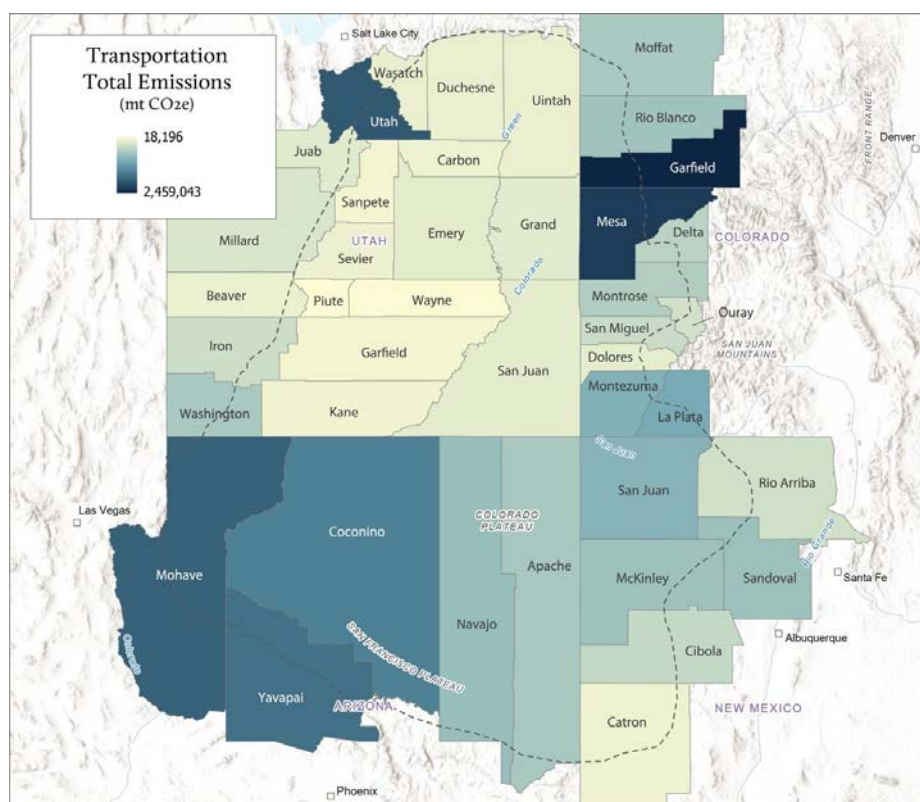 Transportation
Total Emissions
(mt CO2e)
18,196
2,459,043
Salt Lake City
Moffat
Wasatch
Duchesne
Uintah
Utah
Green
Rio Blanco
Denver
FRONT RANGE
Juab
Carbon
Garfield
Sanpete
Mesa
Millard
UTAH
Emery
Grand
Delta
COLORADO
Sevier
Colorado
Beaver
Piute
Wayne
Montrose
Ouray
Iron
San Miguel
SAN JUAN
MOUNTAINS
Garfield
Dolores
San Juan
Montezuma
Washington
Kane
La Plata
San Juan
Rio Arriba
San Juan
Las Vegas
COLORADO
PLATEAU
Coconino
Mohave
Apache
McKinley
Sandoval
Rio Grande
Santa Fe
Navajo
SAN FRANCISCO PLATEAU
Colorado
Albuquerque
Cibola
Yavapai
ARIZONA
Catron
NEW MEXICO
Phoenix